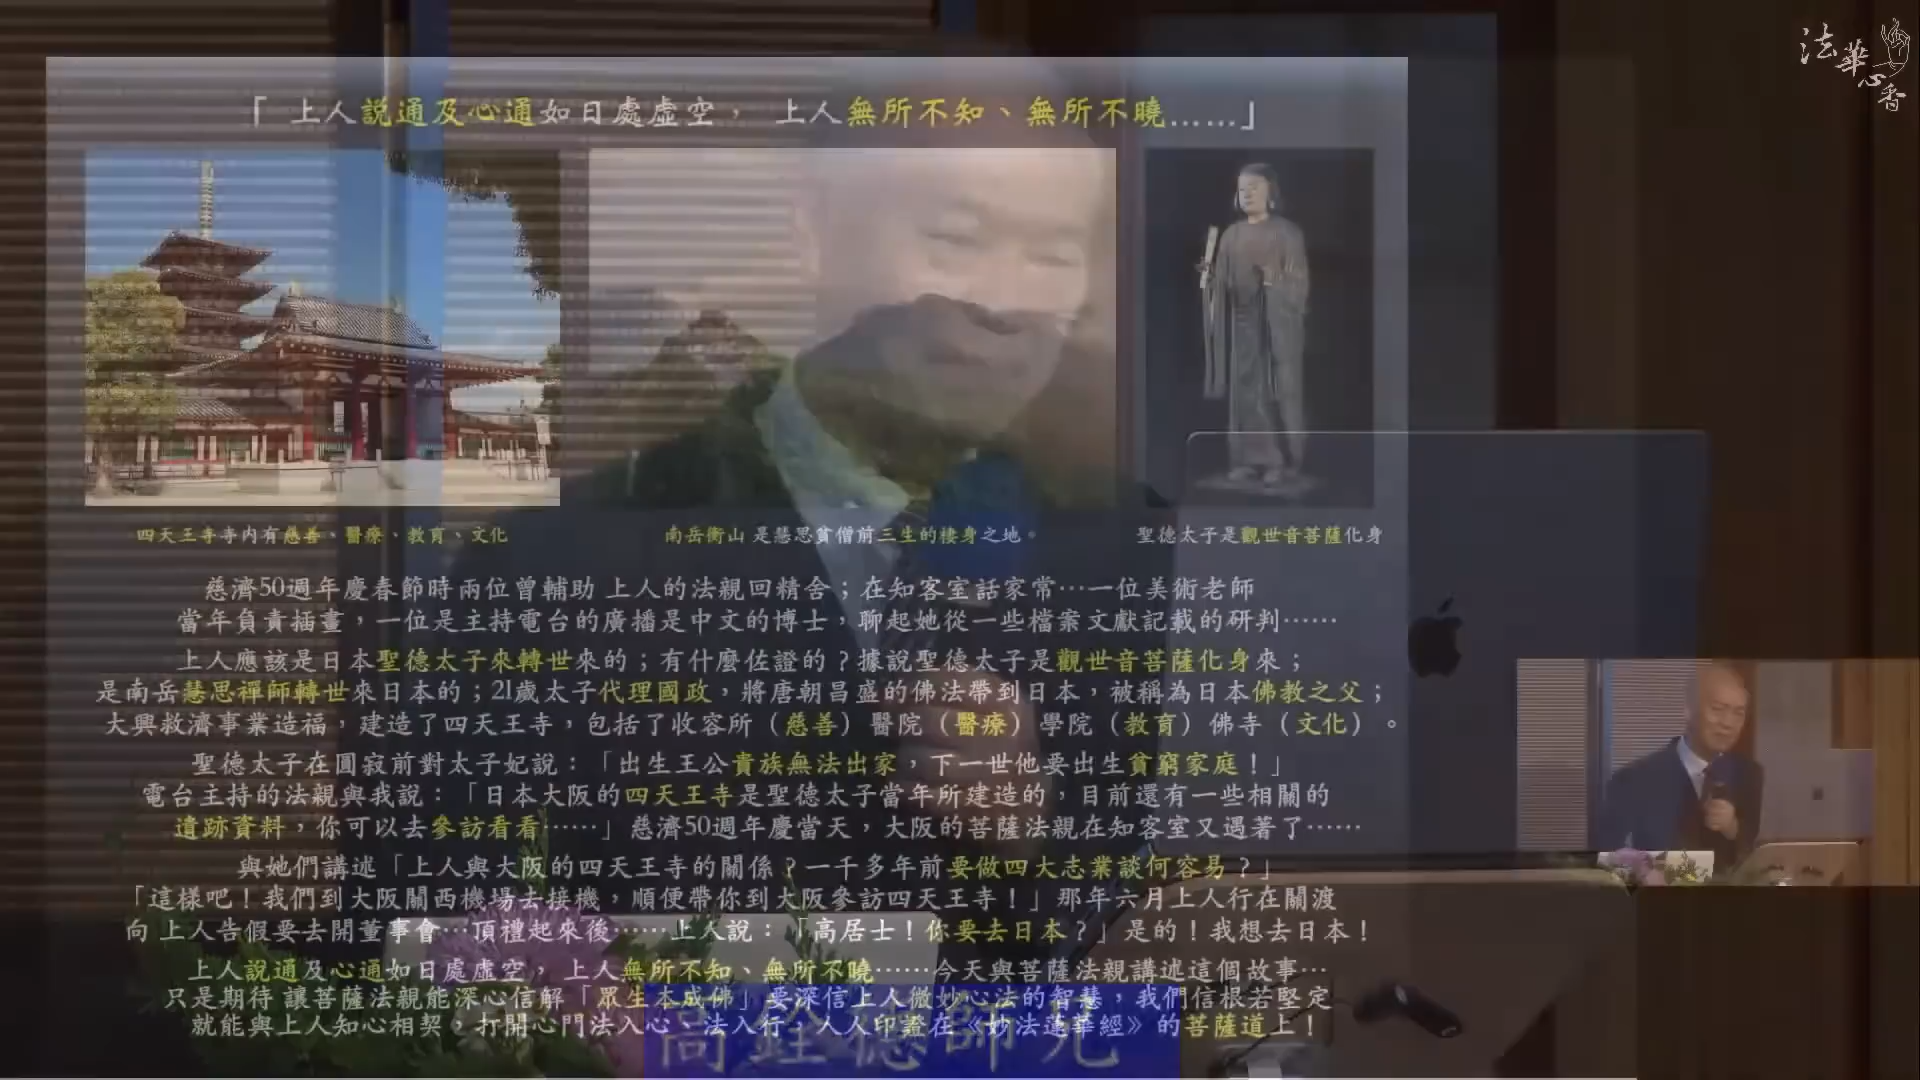 法華心香
「 上人說通及心通如日處虛空， 上人無所不知、無所不曉……」
四天王寺寺內有慈善、醫療、教育、文化
南岳衡山 是慧思貧僧前三生的棲身之地。
聖德太子是觀世音菩薩化身
慈濟50週年慶春節時兩位曾輔助 上人的法親回精舍；在知客室話家常…一位美術老師
當年負責插畫，一位是主持電台的廣播是中文的博士，聊起她從一些檔案文獻記載的研判……
上人應該是日本聖德太子來轉世來的；有什麼佐證的？據說聖德太子是觀世音菩薩化身來；
是南岳慧思禪師轉世來日本的；21歲太子代理國政，將唐朝昌盛的佛法帶到日本，被稱為日本佛教之父；
大興救濟事業造福，建造了四天王寺，包括了收容所（慈善）醫院（醫療）學院（教育）佛寺（文化）。
聖德太子在圓寂前對太子妃說：「出生王公貴族無法出家，下一世他要出生貧窮家庭！」
電台主持的法親與我說：「日本大阪的四天王寺是聖德太子當年所建造的，目前還有一些相關的
遺跡資料，你可以去參訪看看……」慈濟50週年慶當天，大阪的菩薩法親在知客室又遇著了……
與她們講述「上人與大阪的四天王寺的關係？一千多年前要做四大志業談何容易？」
「這樣吧！我們到大阪關西機場去接機，順便帶你到大阪參訪四天王寺！」那年六月上人行在關渡
向 上人告假要去開董事會…頂禮起來後……上人說：「高居士！你要去日本？」是的！我想去日本！
上人說通及心通如日處虛空， 上人無所不知、無所不曉……今天與菩薩法親講述這個故事…
只是期待 讓菩薩法親能深心信解「眾生本成佛」要深信上人微妙心法的智慧，我們信根若堅定
就能與上人知心相契，打開心門法入心、法入行，人人印證在《妙法蓮華經》的菩薩道上！
高銓德師兄